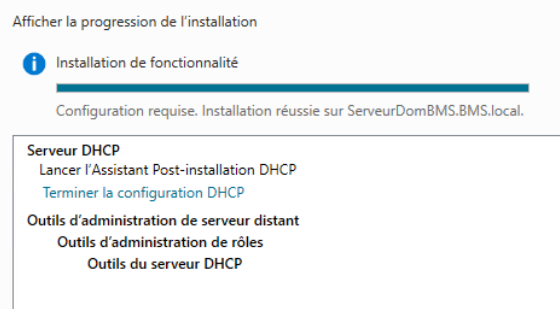 Afficher la progression de l'installation
Installation de fonctionnalité
Configuration requise. Installation réussie sur ServeurDomBMS.BMS.local.
Serveur DHCP
Lancer l'Assistant Post-installation DHCP
Terminer la configuration DHCP
Outils d'administration de serveur distant
Outils d'administration de rôles
Outils du serveur DHCP